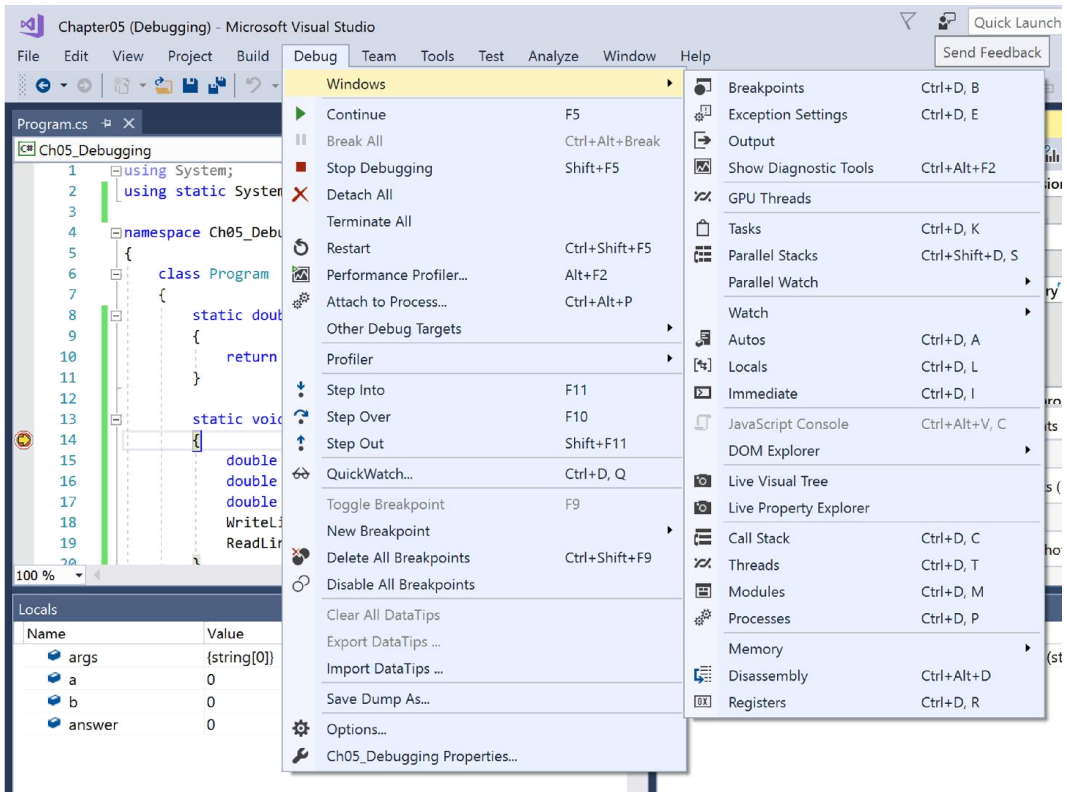 Chapter05 (Debugging) - Microsoft Visual Studio
Quick Launch
File Edit View Project Build Debug Team Tools Test Analyze Window Help
Send Feedback
Program.cs
C# Ch05_Debugging
1 using System;
2 using static System
3
4 namespace Ch05_Debu
5 {
6 class Program
7 {
8 static doub
9 {
10 return
11 }
12
13 static void
14 {
15 double
16 double
17 double
18 WriteLi
19 ReadLin
20 }
100 %
Locals
Name Value
args {string[0]}
a 0
b 0
answer 0
Windows
Continue F5
Break All Ctrl+Alt+Break
Stop Debugging Shift+F5
Detach All
Terminate All
Restart Ctrl+Shift+F5
Performance Profiler... Alt+F2
Attach to Process... Ctrl+Alt+P
Other Debug Targets
Profiler
Step Into F11
Step Over F10
Step Out Shift+F11
QuickWatch... Ctrl+D, Q
Toggle Breakpoint F9
New Breakpoint
Delete All Breakpoints Ctrl+Shift+F9
Disable All Breakpoints
Clear All DataTips
Export DataTips ...
Import DataTips ...
Save Dump As...
Options...
Ch05_Debugging Properties...
Breakpoints Ctrl+D, B
Exception Settings Ctrl+D, E
Output
Show Diagnostic Tools Ctrl+Alt+F2
GPU Threads
Tasks Ctrl+D, K
Parallel Stacks Ctrl+Shift+D, S
Parallel Watch
Watch
Autos Ctrl+D, A
Locals Ctrl+D, L
Immediate Ctrl+D, I
JavaScript Console Ctrl+Alt+V, C
DOM Explorer
Live Visual Tree
Live Property Explorer
Call Stack Ctrl+D, C
Threads Ctrl+D, T
Modules Ctrl+D, M
Processes Ctrl+D, P
Memory
Disassembly Ctrl+Alt+D
Registers Ctrl+D, R